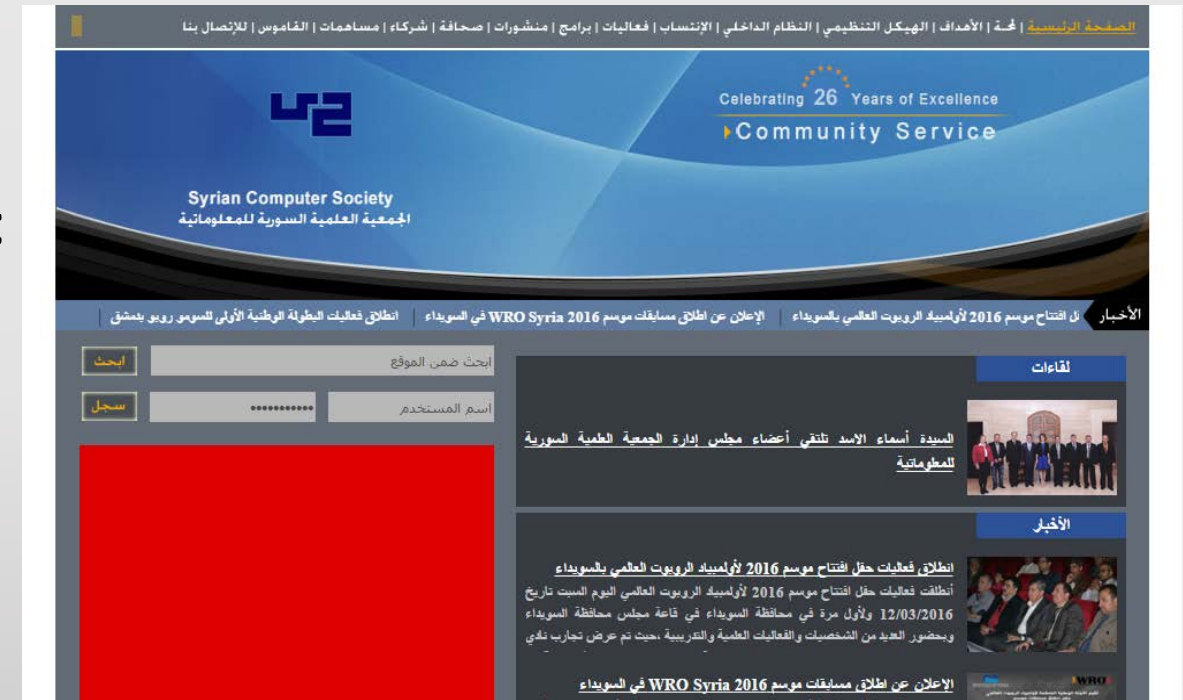 الصفحة الرئيسية | لمحة | الأهداف | الهيكل التنظيمي | النظام الداخلي | الإنتساب | فعاليات | برامج | منشورات | صحافة | شركاء | مساهمات | القاموس | للإتصال بنا
Celebrating 26 Years of Excellence
Community Service
Syrian Computer Society
الجمعية العلمية السورية للمعلوماتية
الأخبار
افتتاح موسم 2016 لأولمبياد الروبوت العالمي بالسويداء | الإعلان عن اطلاق مسابقات موسم WRO Syria 2016 في السويداء | انطلاق فعاليات البطولة الوطنية الأولى للسومو روبو بدمشق |
ابحث ضمن الموقع
ابحث
اسم المستخدم
•••••••••••
سجل
لقاءات
السيدة أسماء الاسد تلتقي أعضاء مجلس إدارة الجمعية العلمية السورية
للمعلوماتية
الأخبار
انطلاق فعاليات حفل افتتاح موسم 2016 لأولمبياد الروبوت العالمي بالسويداء
أنطلقت فعاليات حفل افتتاح موسم 2016 لأولمبياد الروبوت العالمي اليوم السبت تاريخ
12/03/2016 ولأول مرة في محافظة السويداء في قاعة مجلس محافظة السويداء
وبحضور العديد من الشخصيات والفعاليات العلمية والتدريبية ،حيث تم عرض تجارب نادي
الإعلان عن اطلاق مسابقات موسم WRO Syria 2016 في السويداء
WRO